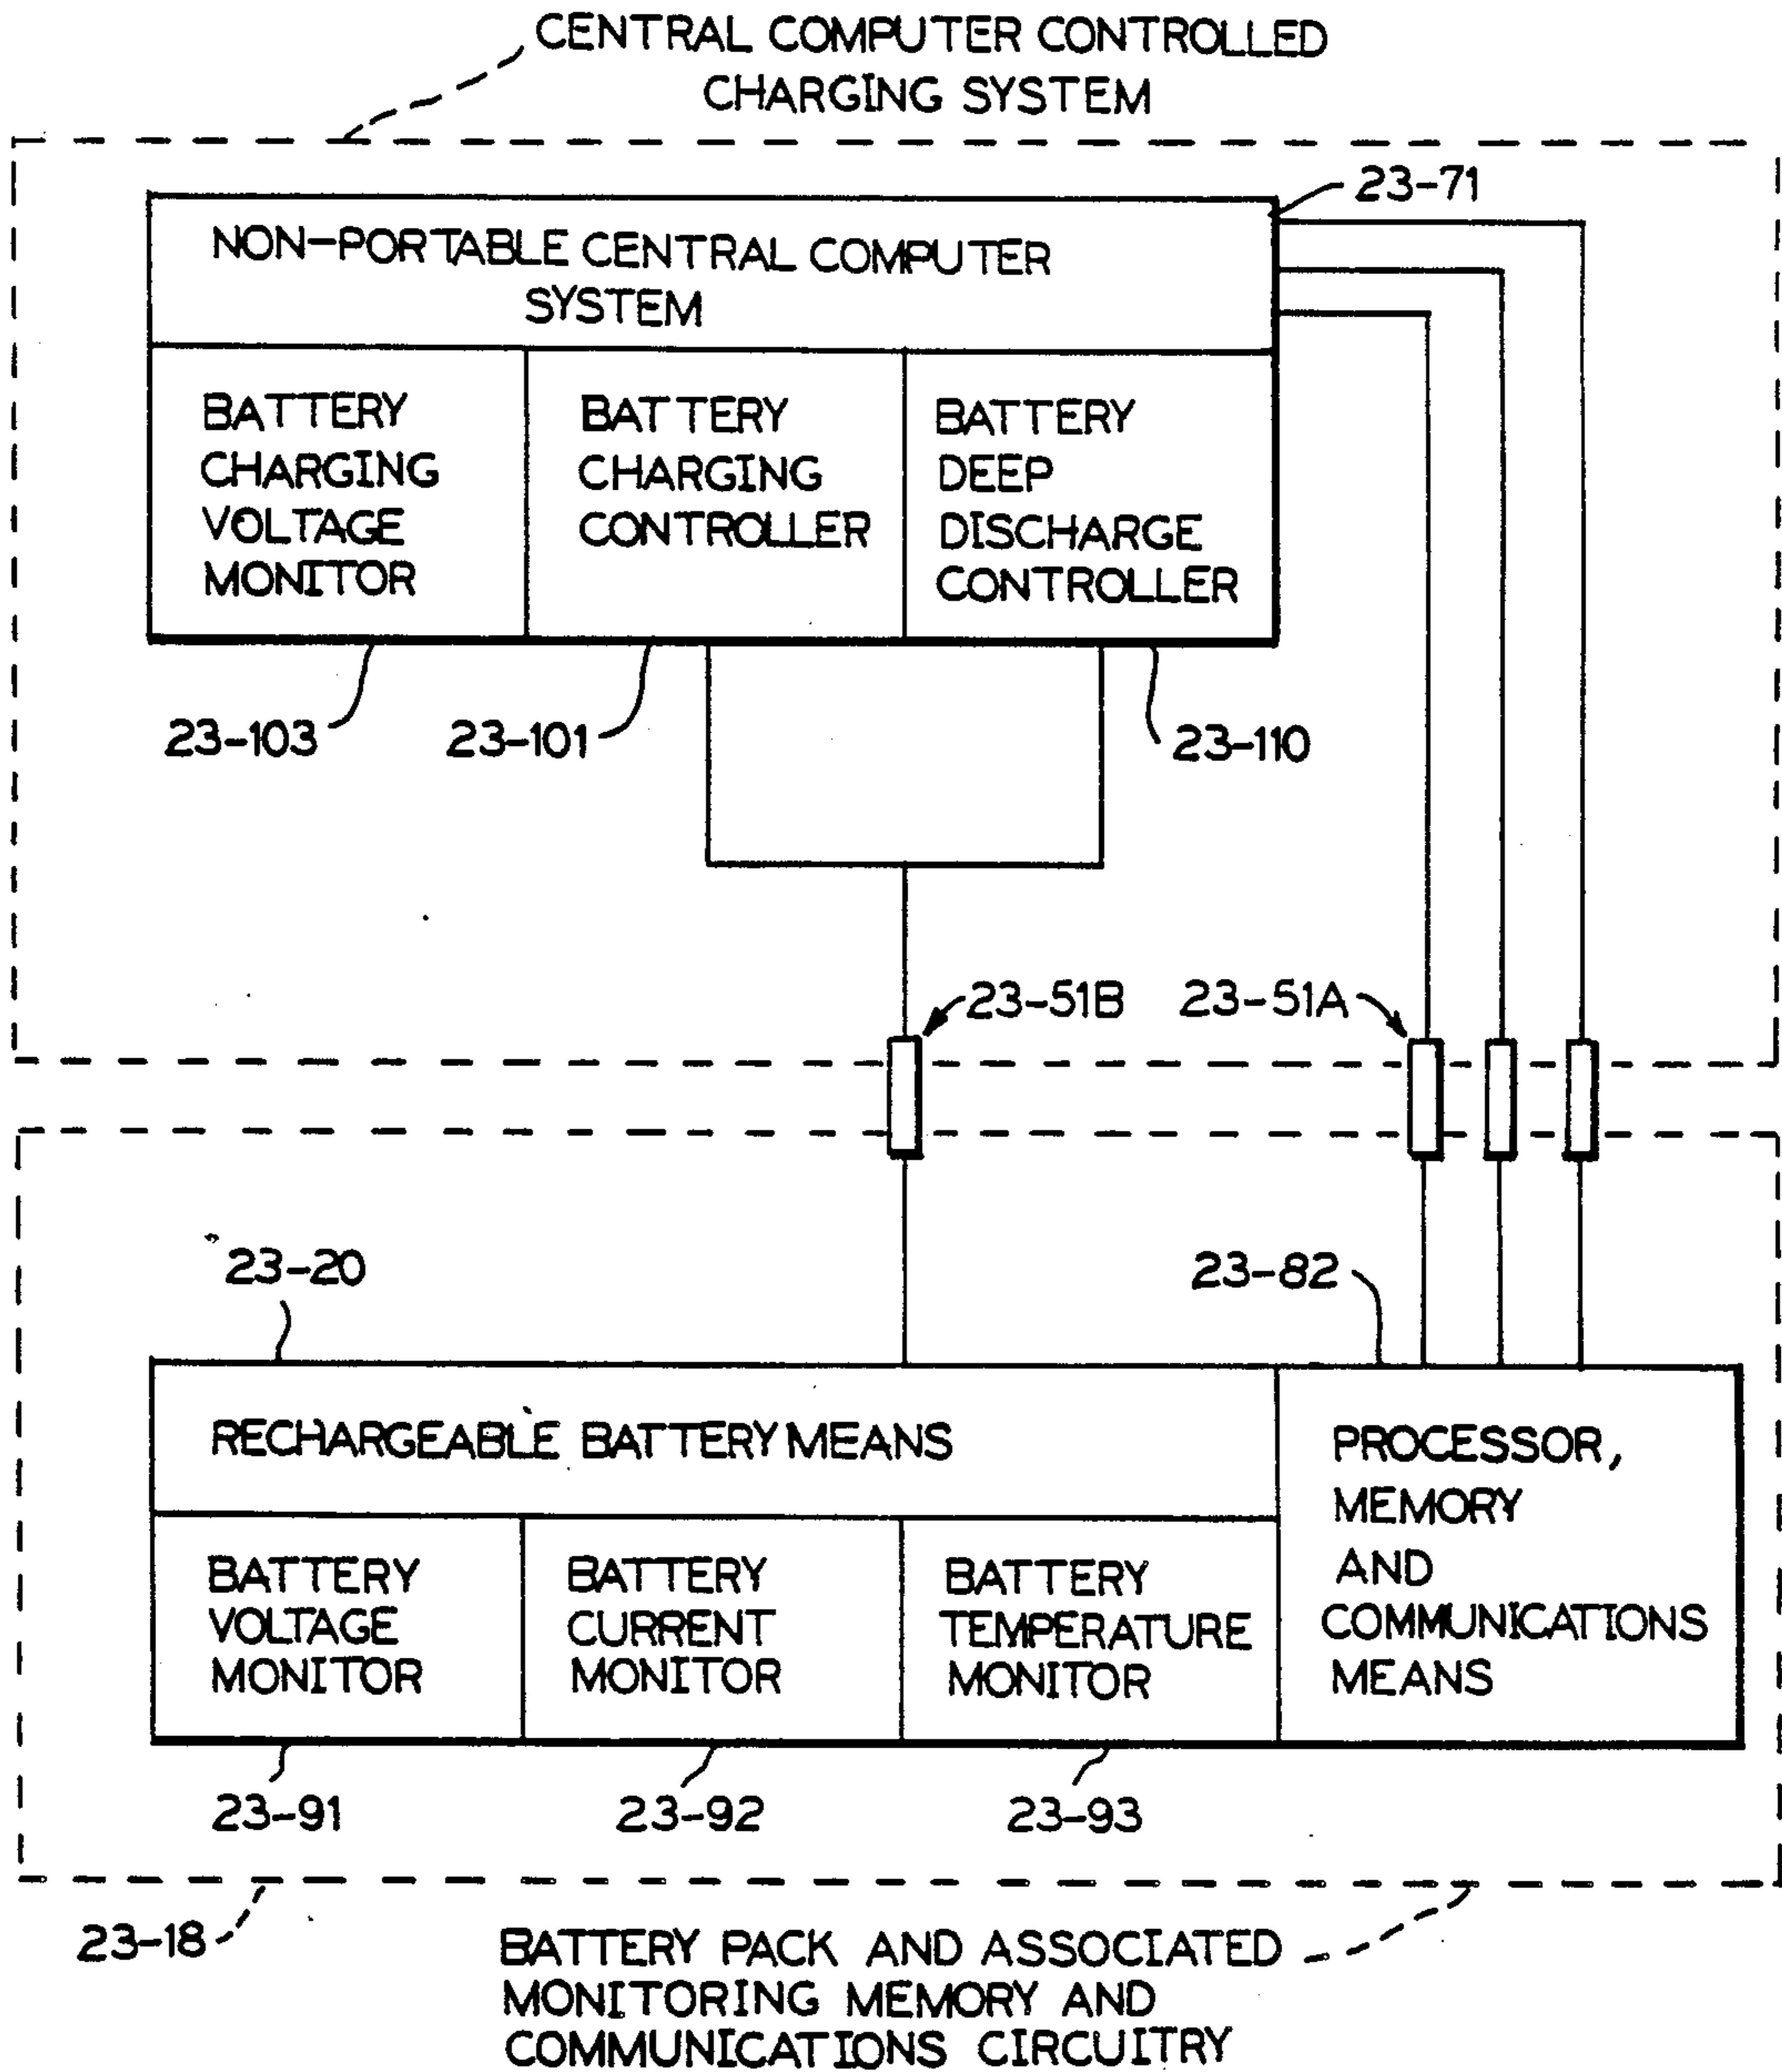 CENTRAL COMPUTER CONTROLLED
CHARGING SYSTEM
23-71
NON-PORTABLE CENTRAL COMPUTER
SYSTEM
BATTERY
CHARGING
VOLTAGE
MONITOR
BATTERY
CHARGING
CONTROLLER
BATTERY
DEEP
DISCHARGE
CONTROLLER
23-103
23-101
23-110
23-51B
23-51A
23-20
23-82
RECHARGEABLE BATTERY MEANS
PROCESSOR,
MEMORY
AND
COMMUNICATIONS
MEANS
BATTERY
VOLTAGE
MONITOR
BATTERY
CURRENT
MONITOR
BATTERY
TEMPERATURE
MONITOR
23-91
23-92
23-93
23-18
BATTERY PACK AND ASSOCIATED
MONITORING MEMORY AND
COMMUNICATIONS CIRCUITRY